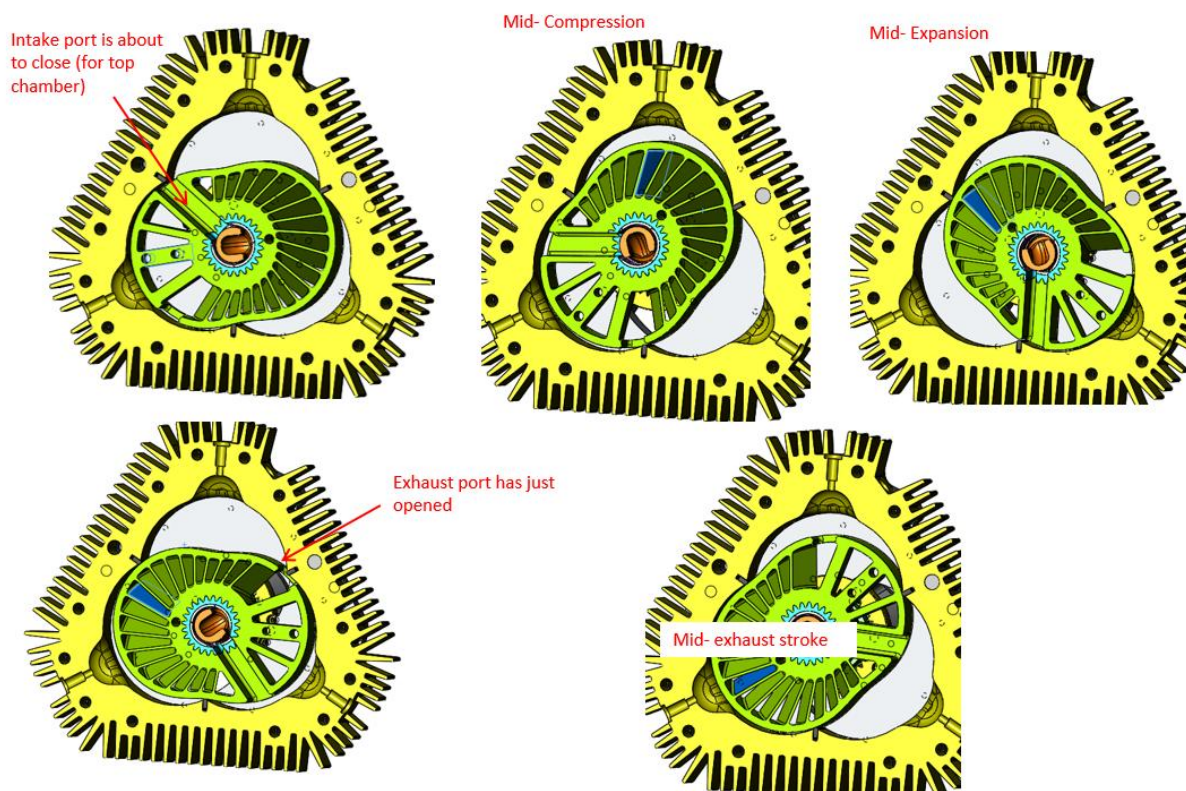 Intake port is about
to close (for top
chamber)
Mid- Compression
Mid- Expansion
Exhaust port has just
opened
Mid- exhaust stroke